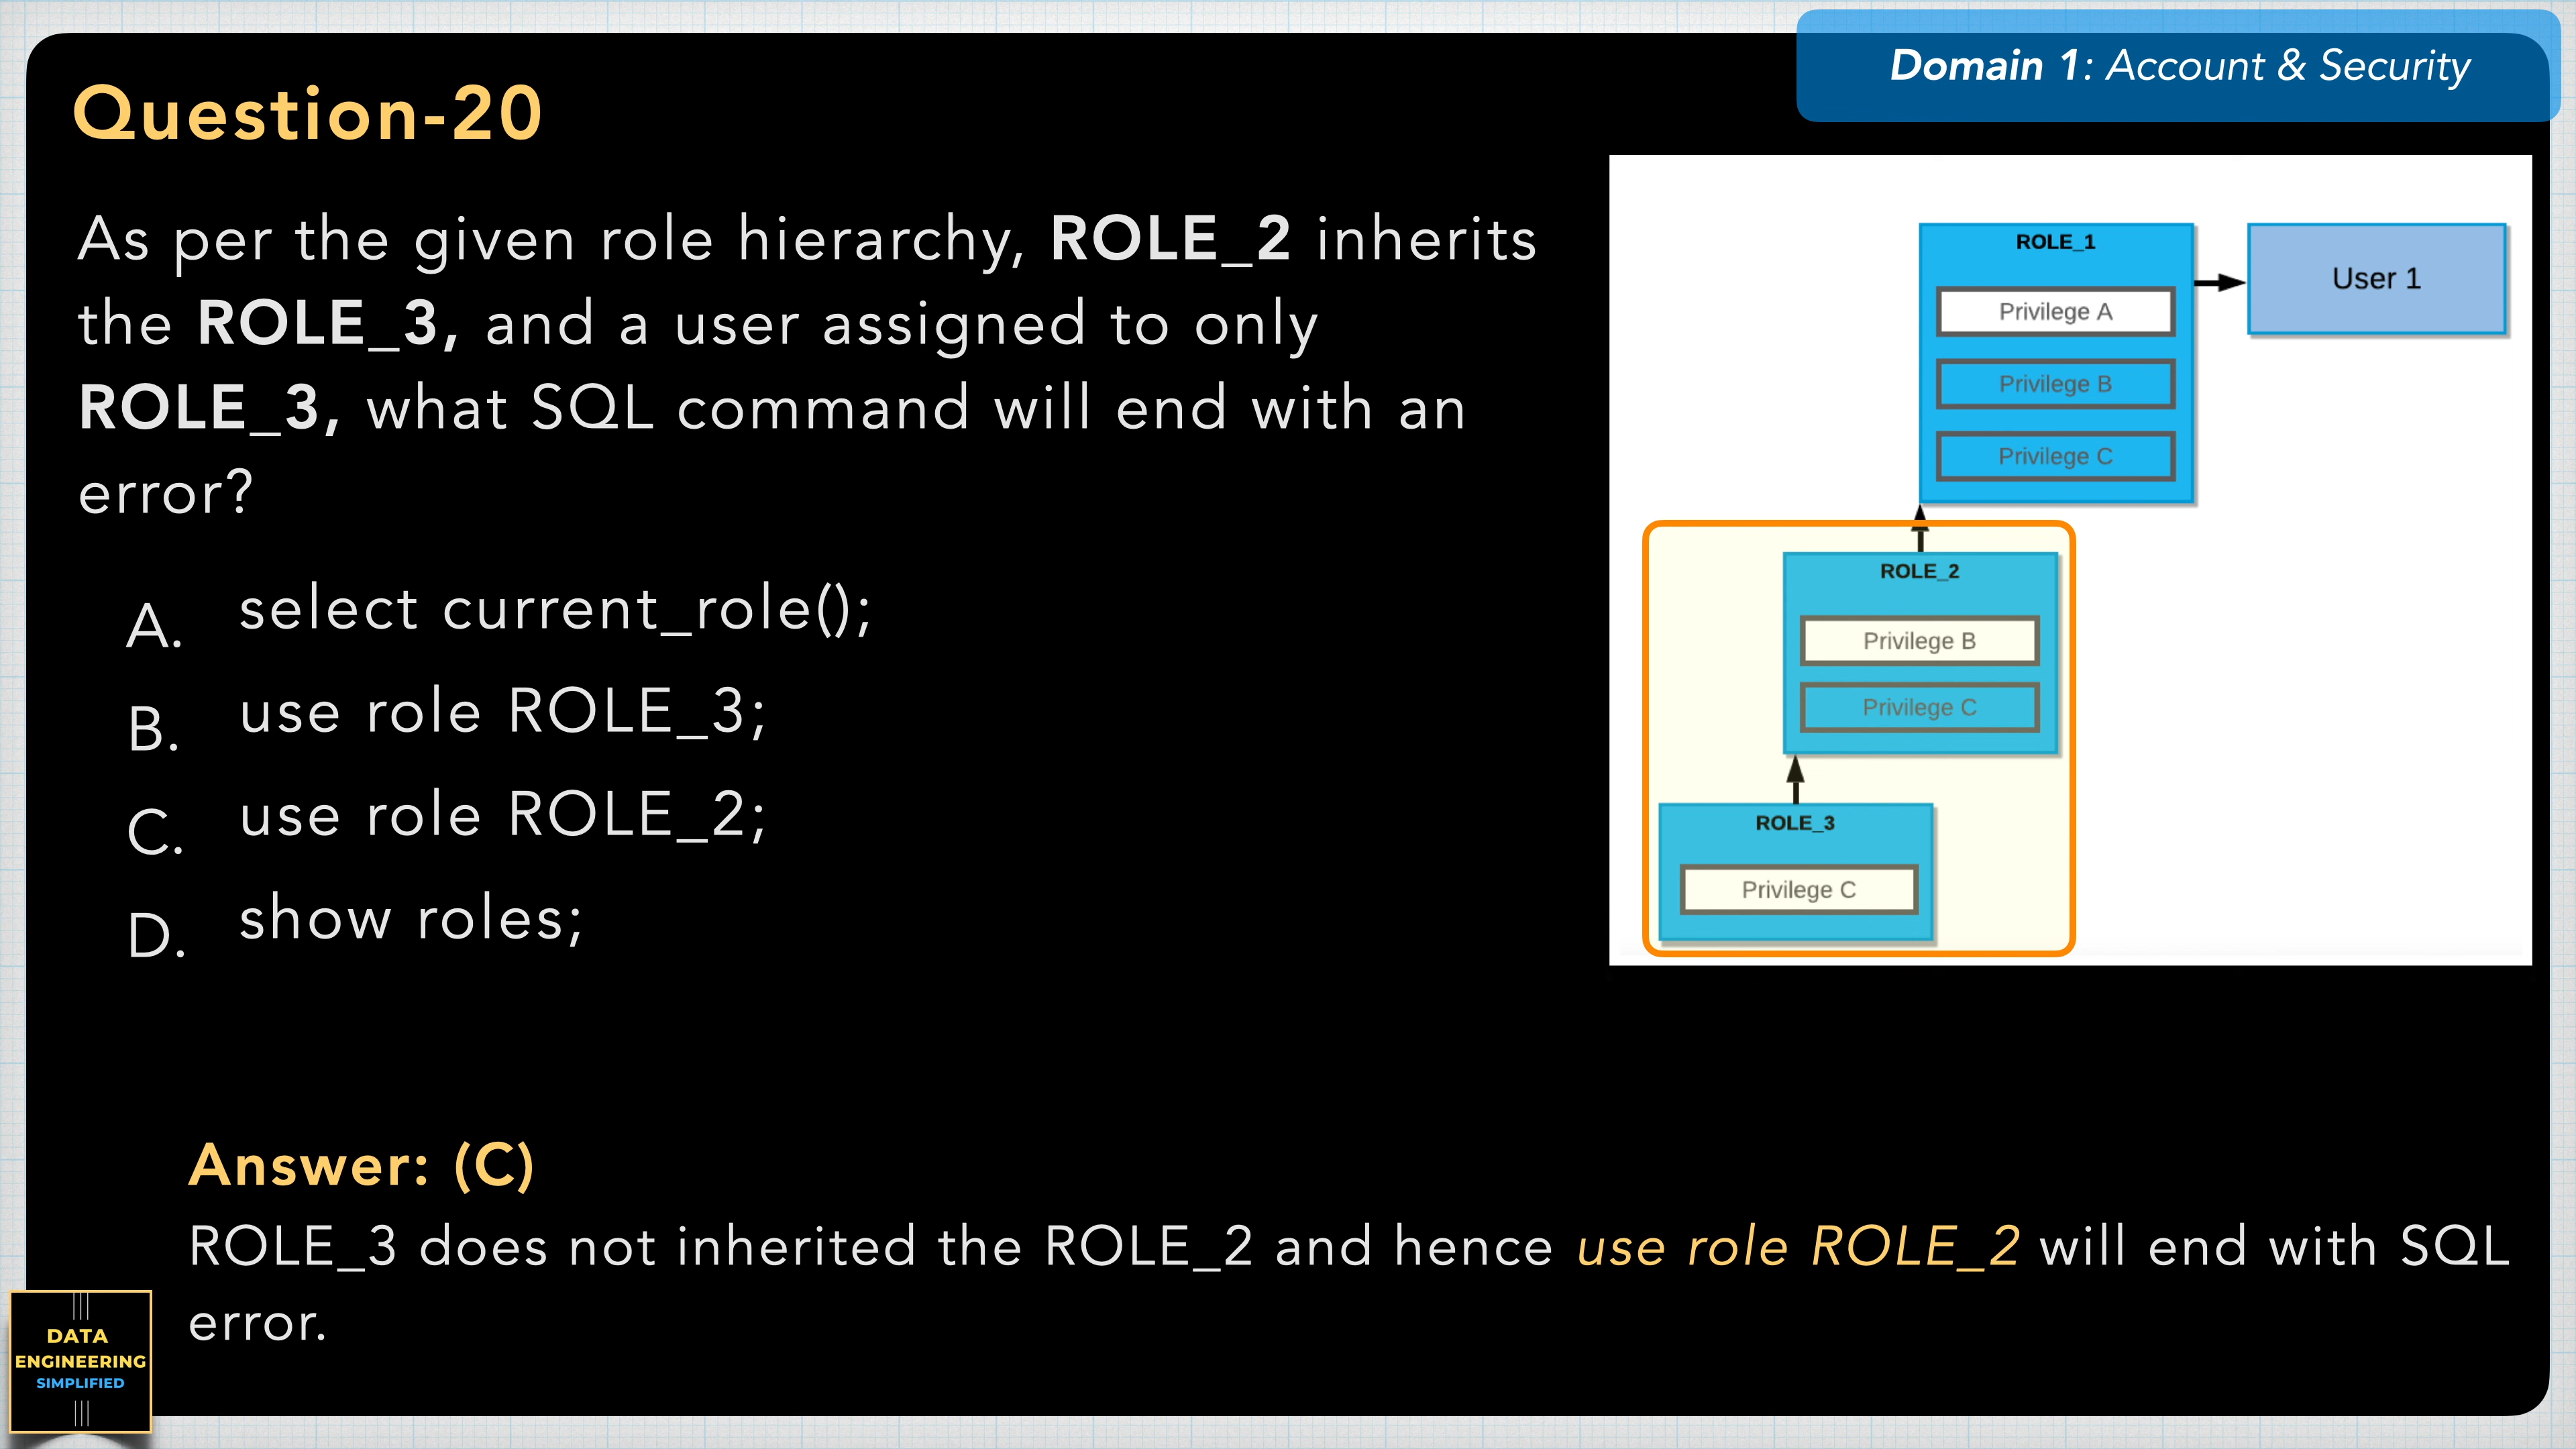 Domain 1: Account & Security
Question-20
As per the given role hierarchy, ROLE_2 inherits
the ROLE_3, and a user assigned to only
ROLE_3, what SQL command will end with an
error?
A. select current_role();
B. use role ROLE_3;
C. use role ROLE_2;
D. show roles;
ROLE_1
Privilege A
Privilege B
Privilege C
User 1
ROLE_2
Privilege B
Privilege C
ROLE_3
Privilege C
Answer: (C)
ROLE_3 does not inherited the ROLE_2 and hence use role ROLE_2 will end with SQL
error.
DATA
ENGINEERING
SIMPLIFIED